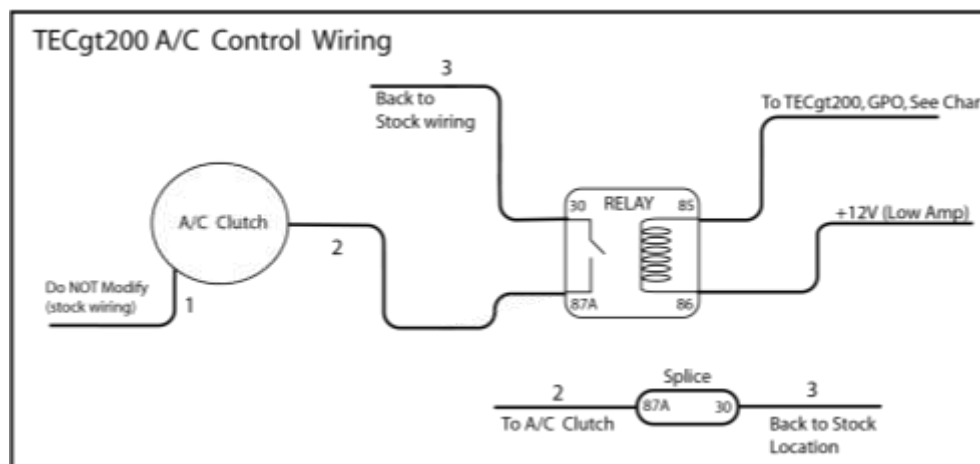 TECgt200 A/C Control Wiring
3
Back to
Stock wiring
To TECgt200, GPO, See Char
A/C Clutch
2
30
RELAY
85
+12V (Low Amp)
Do NOT Modify
(stock wiring)
1
87A
86
Splice
2
87A
30
3
To A/C Clutch
Back to Stock
Location